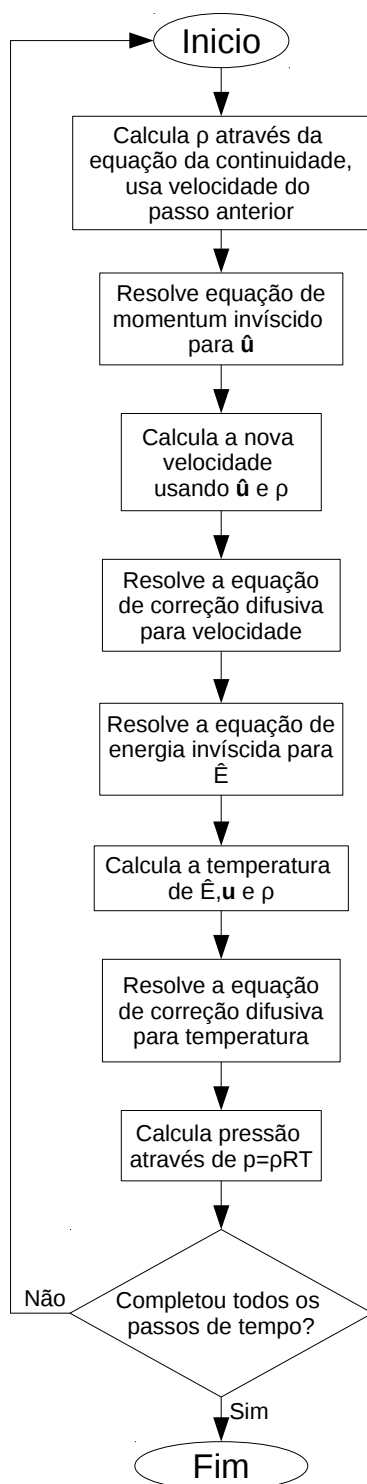 Inicio
Calcula ρ através da
equação da continuidade,
usa velocidade do
passo anterior
Resolve equação de
momentum invíscido
para û
Calcula a nova
velocidade
usando û e ρ
Resolve a equação
de correção difusiva
para velocidade
Resolve a equação de
energia invíscida para
Ê
Calcula a temperatura
de Ê,u e ρ
Resolve a equação
de correção difusiva
para temperatura
Calcula pressão
através de p=ρRT
Não
Completou todos os
passos de tempo?
Sim
Fim